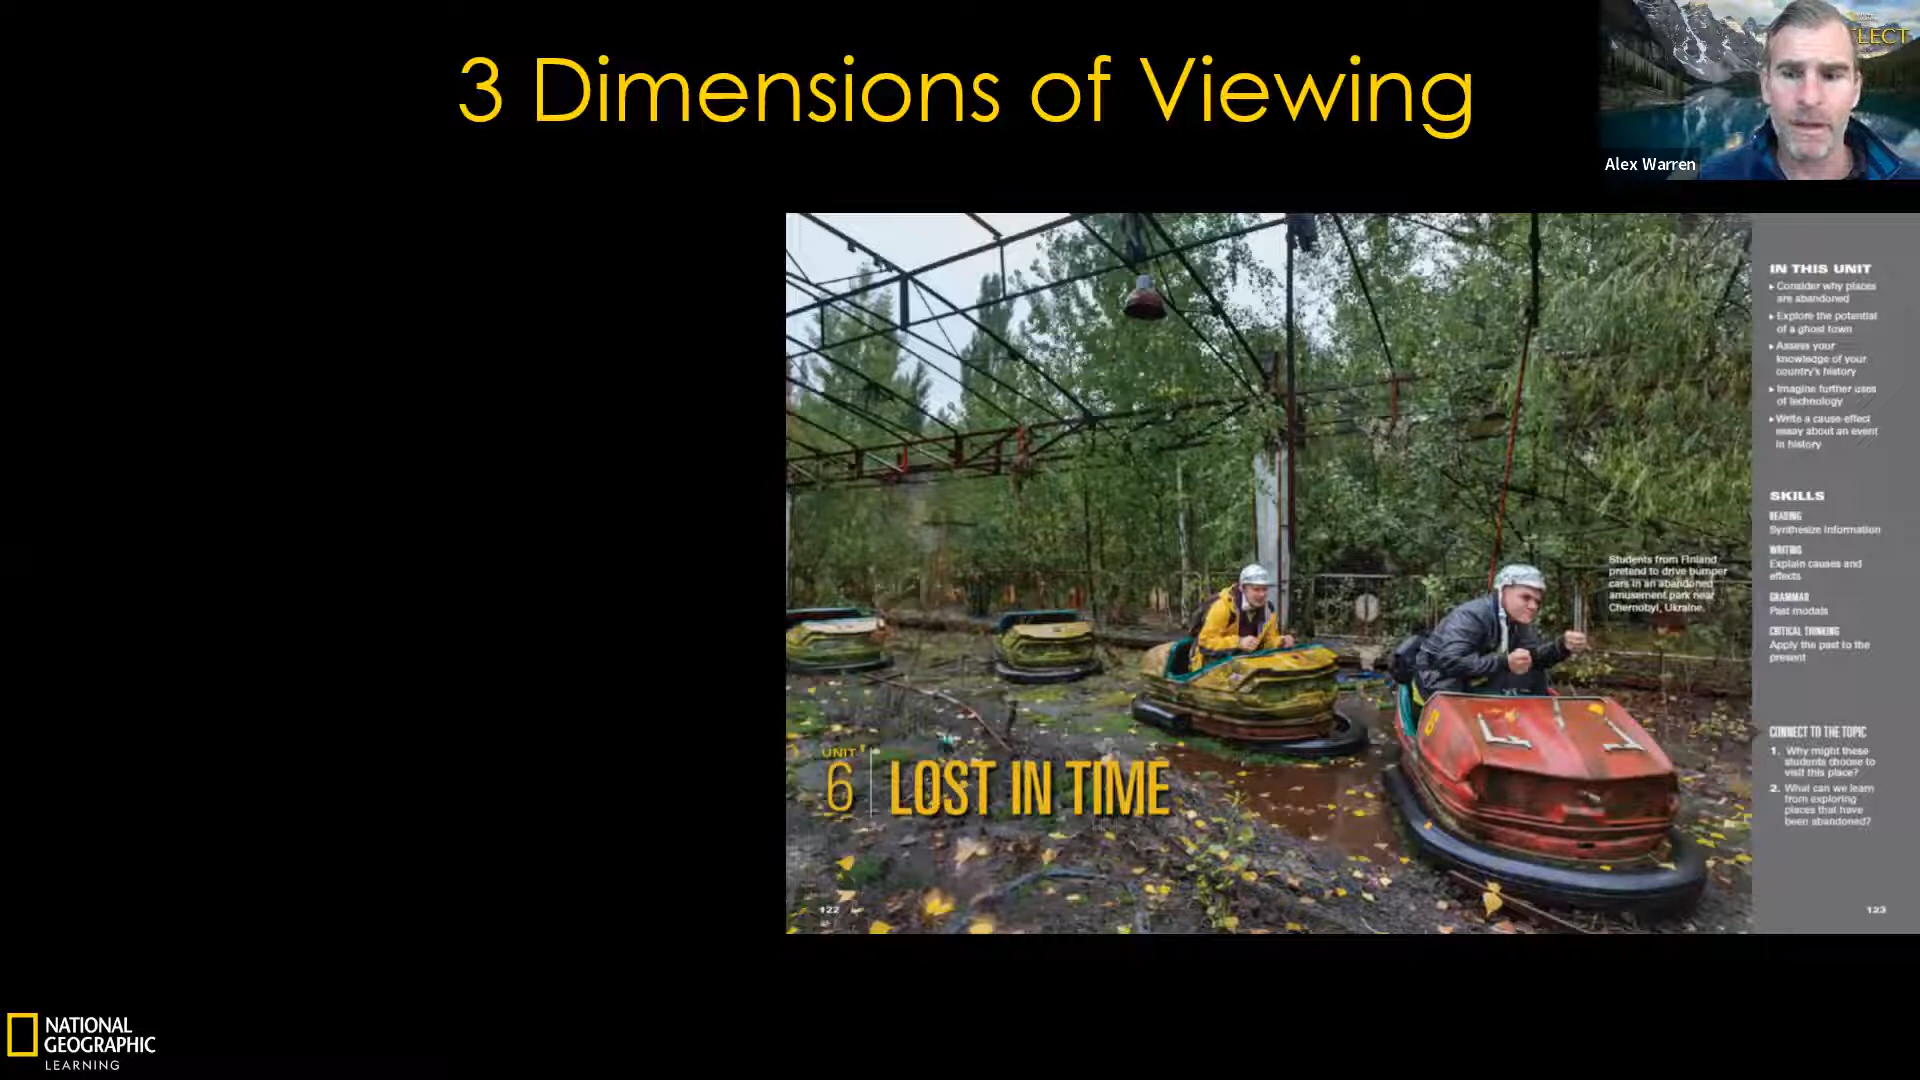 3 Dimensions of Viewing
LECT
Alex Warren
IN THIS UNIT
▸ Consider why places
are abandoned
▸ Explore the potential
of a ghost town
▸ Assess your
knowledge of your
country's history
▸ Imagine further uses
of technology
▸ Write a cause-effect
essay about an event
in history
SKILLS
READING
Synthesize information
WRITING
Explain causes and
effects
GRAMMAR
Past modals
CRITICAL THINKING
Apply the past to the
present
Students from Finland
pretend to drive bumper
cars in an abandoned
amusement park near
Chernobyl, Ukraine.
CONNECT TO THE TOPIC
1. Why might these
students choose to
visit this place?
2. What can we learn
from exploring
places that have
been abandoned?
UNIT
6 LOST IN TIME
6
122
123
NATIONAL
GEOGRAPHIC
LEARNING